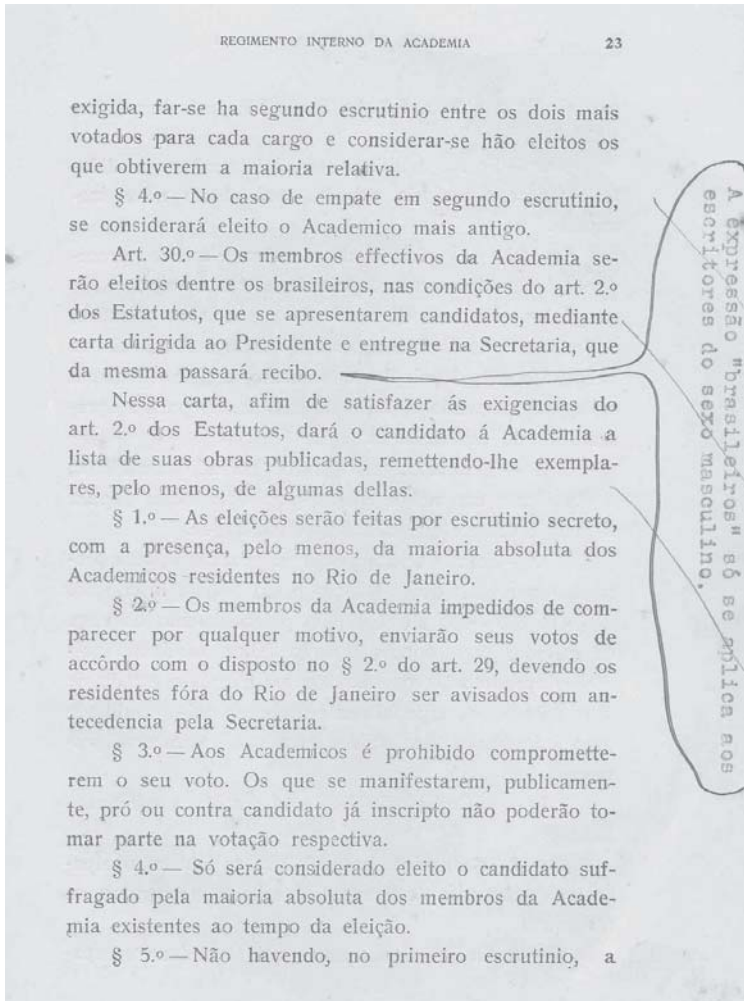 REGIMENTO INTERNO DA ACADEMIA 23
exigida, far-se ha segundo escrutinio entre os dois mais
votados para cada cargo e considerar-se hão eleitos os
que obtiverem a maioria relativa.
§ 4.º — No caso de empate em segundo escrutinio,
se considerará eleito o Academico mais antigo.
Art. 30.º — Os membros effectivos da Academia se-
rão eleitos dentre os brasileiros, nas condições do art. 2.º
dos Estatutos, que se apresentarem candidatos, mediante
carta dirigida ao Presidente e entregue na Secretaria, que
da mesma passará recibo.
Nessa carta, afim de satisfazer ás exigencias do
art. 2.º dos Estatutos, dará o candidato á Academia a
lista de suas obras publicadas, remettendo-lhe exempla-
res, pelo menos, de algumas dellas.
§ 1.º — As eleições serão feitas por escrutinio secreto,
com a presença, pelo menos, da maioria absoluta dos
Academicos residentes no Rio de Janeiro.
§ 2.º — Os membros da Academia impedidos de com-
parecer por qualquer motivo, enviarão seus votos de
accôrdo com o disposto no § 2.º do art. 29, devendo os
residentes fóra do Rio de Janeiro ser avisados com an-
tecedencia pela Secretaria.
§ 3.º — Aos Academicos é prohibido compromette-
rem o seu voto. Os que se manifestarem, publicamen-
te, pró ou contra candidato já inscripto não poderão to-
mar parte na votação respectiva.
§ 4.º — Só será considerado eleito o candidato suf-
fragado pela maioria absoluta dos membros da Acade-
mia existentes ao tempo da eleição.
§ 5.º — Não havendo, no primeiro escrutinio, a
A expressão "brasileiros" só se aplica aos
escritores do sexo masculino.